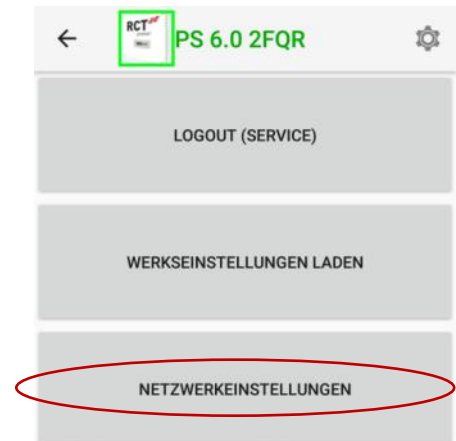 RCT
PS 6.0 2FQR
LOGOUT (SERVICE)
WERKSEINSTELLUNGEN LADEN
NETZWERKEINSTELLUNGEN